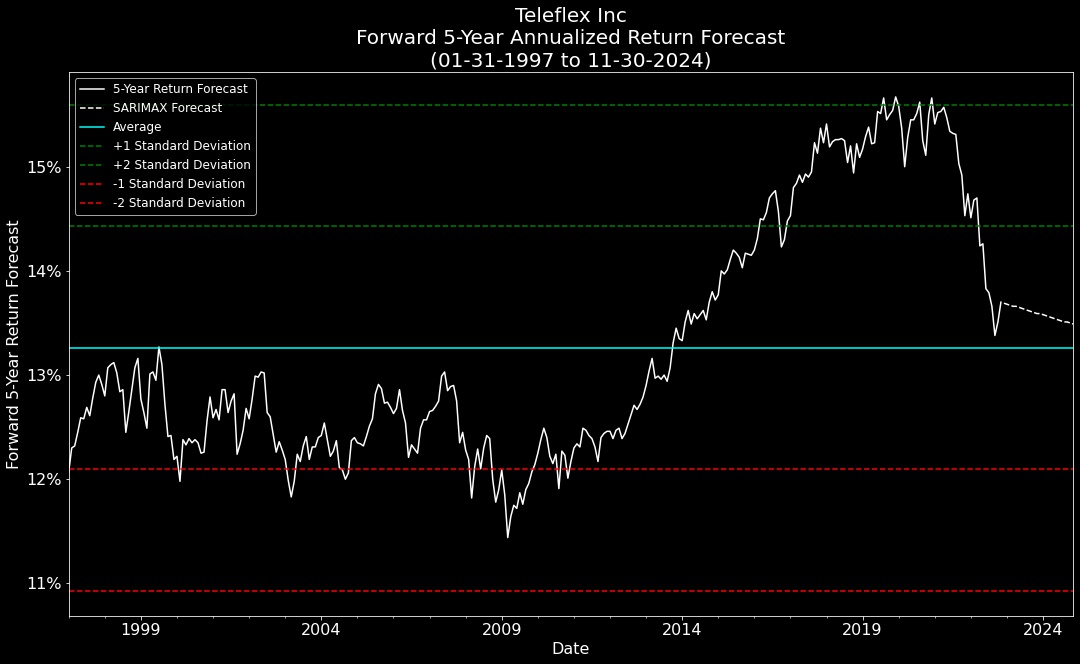 Teleflex Inc
Forward 5-Year Annualized Return Forecast
(01-31-1997 to 11-30-2024)
5-Year Return Forecast
SARIMAX Forecast
Average
+1 Standard Deviation
+2 Standard Deviation
-1 Standard Deviation
-2 Standard Deviation
Forward 5-Year Return Forecast
15%
14%
13%
12%
11%
1999 2004 2009 2014 2019 2024
Date